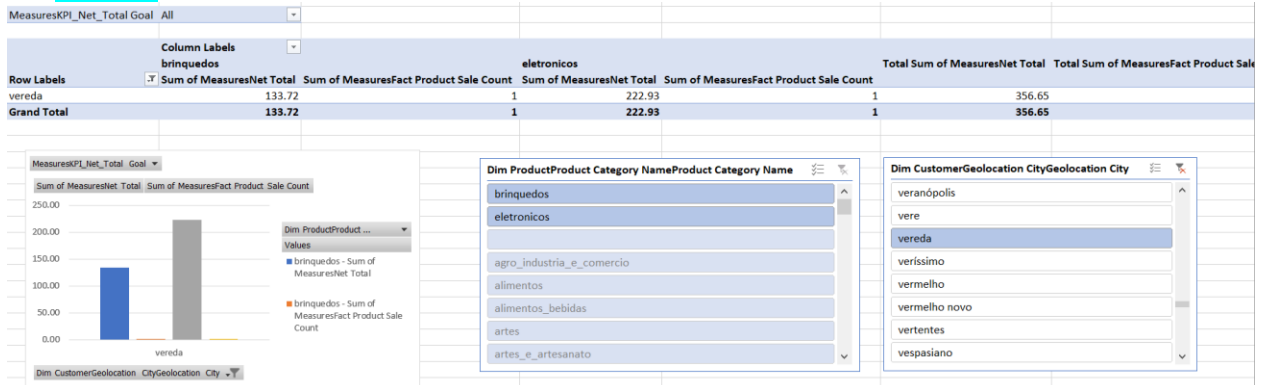 MeasuresKPI_Net_Total Goal All
Column Labels
brinquedos eletronicos Total Sum of MeasuresNet Total Total Sum of MeasuresFact Product Sale
Row Labels Sum of MeasuresNet Total Sum of MeasuresFact Product Sale Count Sum of MeasuresNet Total Sum of MeasuresFact Product Sale Count
vereda 133.72 1 222.93 1 356.65
Grand Total 133.72 1 222.93 1 356.65
MeasuresKPI_Net_Total Goal
Sum of MeasuresNet Total Sum of MeasuresFact Product Sale Count
250.00
200.00
150.00
100.00
50.00
0.00
vereda
Dim ProductProduct ...
Values
brinquedos - Sum of
MeasuresNet Total
brinquedos - Sum of
MeasuresFact Product Sale
Count
Dim CustomerGeolocation CityGeolocation City
Dim ProductProduct Category NameProduct Category Name
brinquedos
eletronicos
agro_industria_e_comercio
alimentos
alimentos_bebidas
artes
artes_e_artesanato
Dim CustomerGeolocation CityGeolocation City
veranópolis
vere
vereda
veríssimo
vermelho
vermelho novo
vertentes
vespasiano